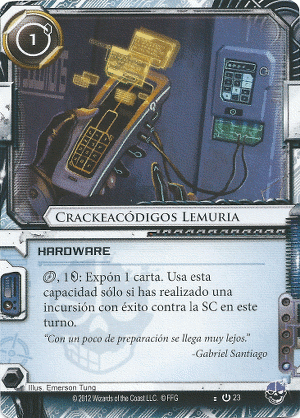 1
CRACKEACÓDIGOS LEMURIA
HARDWARE
, 1: Expón 1 carta. Usa esta
capacidad sólo si has realizado una
incursión con éxito contra la SC en este
turno.
"Con un poco de preparación se llega muy lejos."
-Gabriel Santiago
Illus. Emerson Tung
©2012 Wizards of the Coast LLC. ©FFG
23